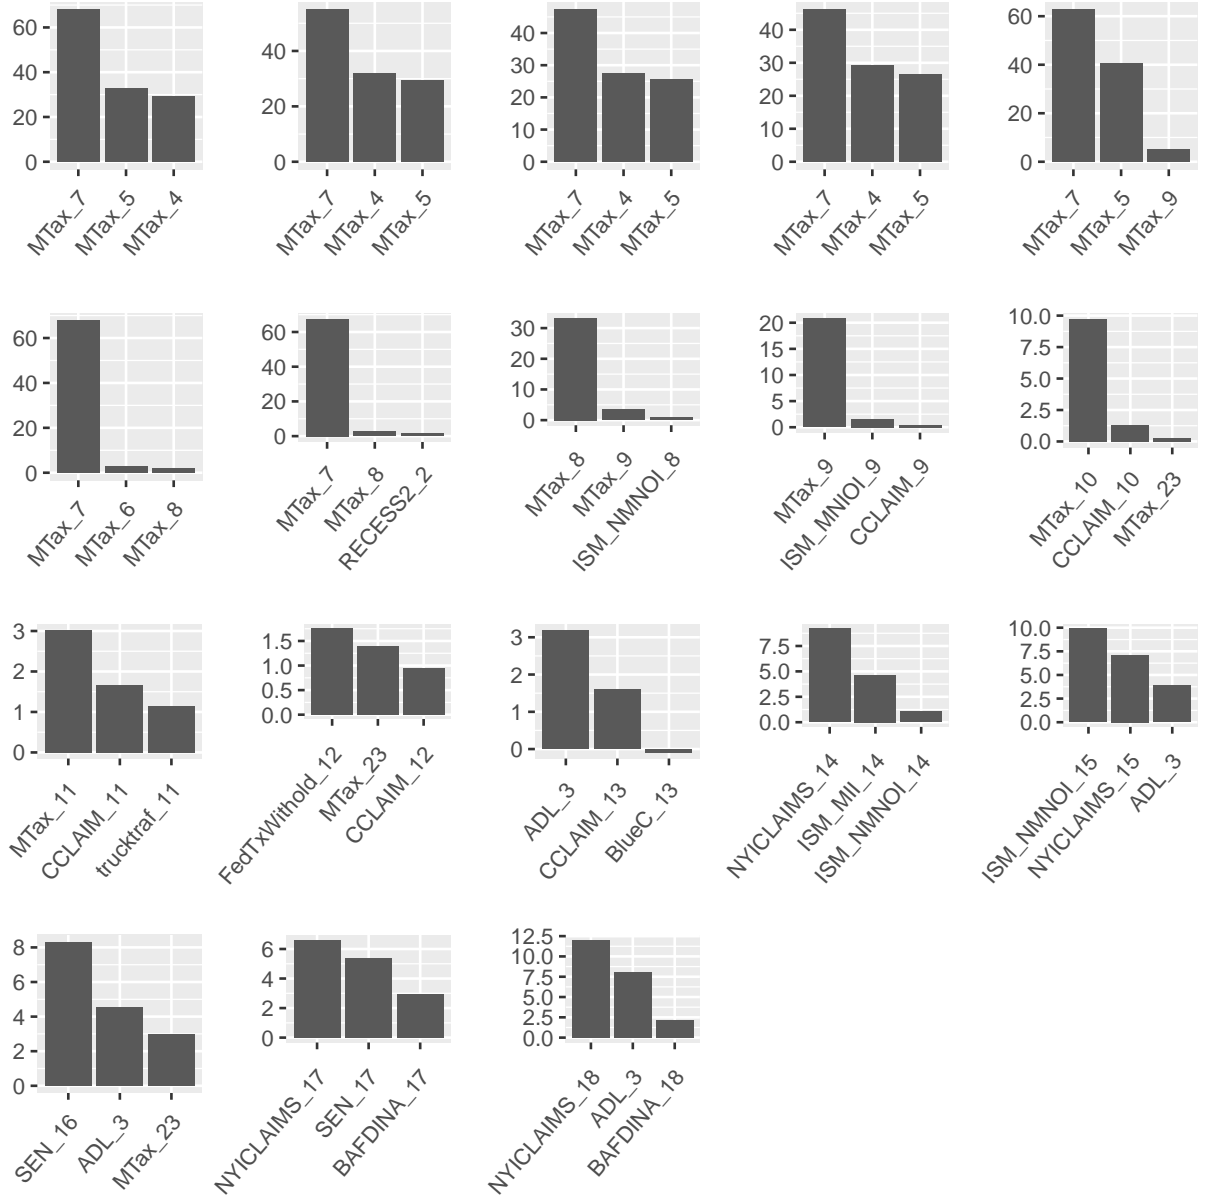 60
40
20
0
MTax_7
MTax_5
MTax_4
40
20
0
MTax_7
MTax_4
MTax_5
40
30
20
10
0
MTax_7
MTax_4
MTax_5
40
30
20
10
0
MTax_7
MTax_4
MTax_5
60
40
20
0
MTax_7
MTax_5
MTax_9
60
40
20
0
MTax_7
MTax_6
MTax_8
60
40
20
0
MTax_7
MTax_8
RECESS2_2
30
20
10
0
MTax_8
MTax_9
ISM_NMNOI_8
20
15
10
5
0
MTax_9
ISM_MNIOI_9
CCLAIM_9
10.0
7.5
5.0
2.5
0.0
MTax_10
CCLAIM_10
MTax_23
3
2
1
0
MTax_11
CCLAIM_11
trucktraf_11
1.5
1.0
0.5
0.0
FedTxWithold_12
MTax_23
CCLAIM_12
3
2
1
0
ADL_3
CCLAIM_13
BlueC_13
7.5
5.0
2.5
0.0
NYICLAIMS_14
ISM_MII_14
ISM_NMNOI_14
10.0
7.5
5.0
2.5
0.0
ISM_NMNOI_15
NYICLAIMS_15
ADL_3
8
6
4
2
0
SEN_16
ADL_3
MTax_23
6
4
2
0
NYICLAIMS_17
SEN_17
BAFDINA_17
12.5
10.0
7.5
5.0
2.5
0.0
NYICLAIMS_18
ADL_3
BAFDINA_18